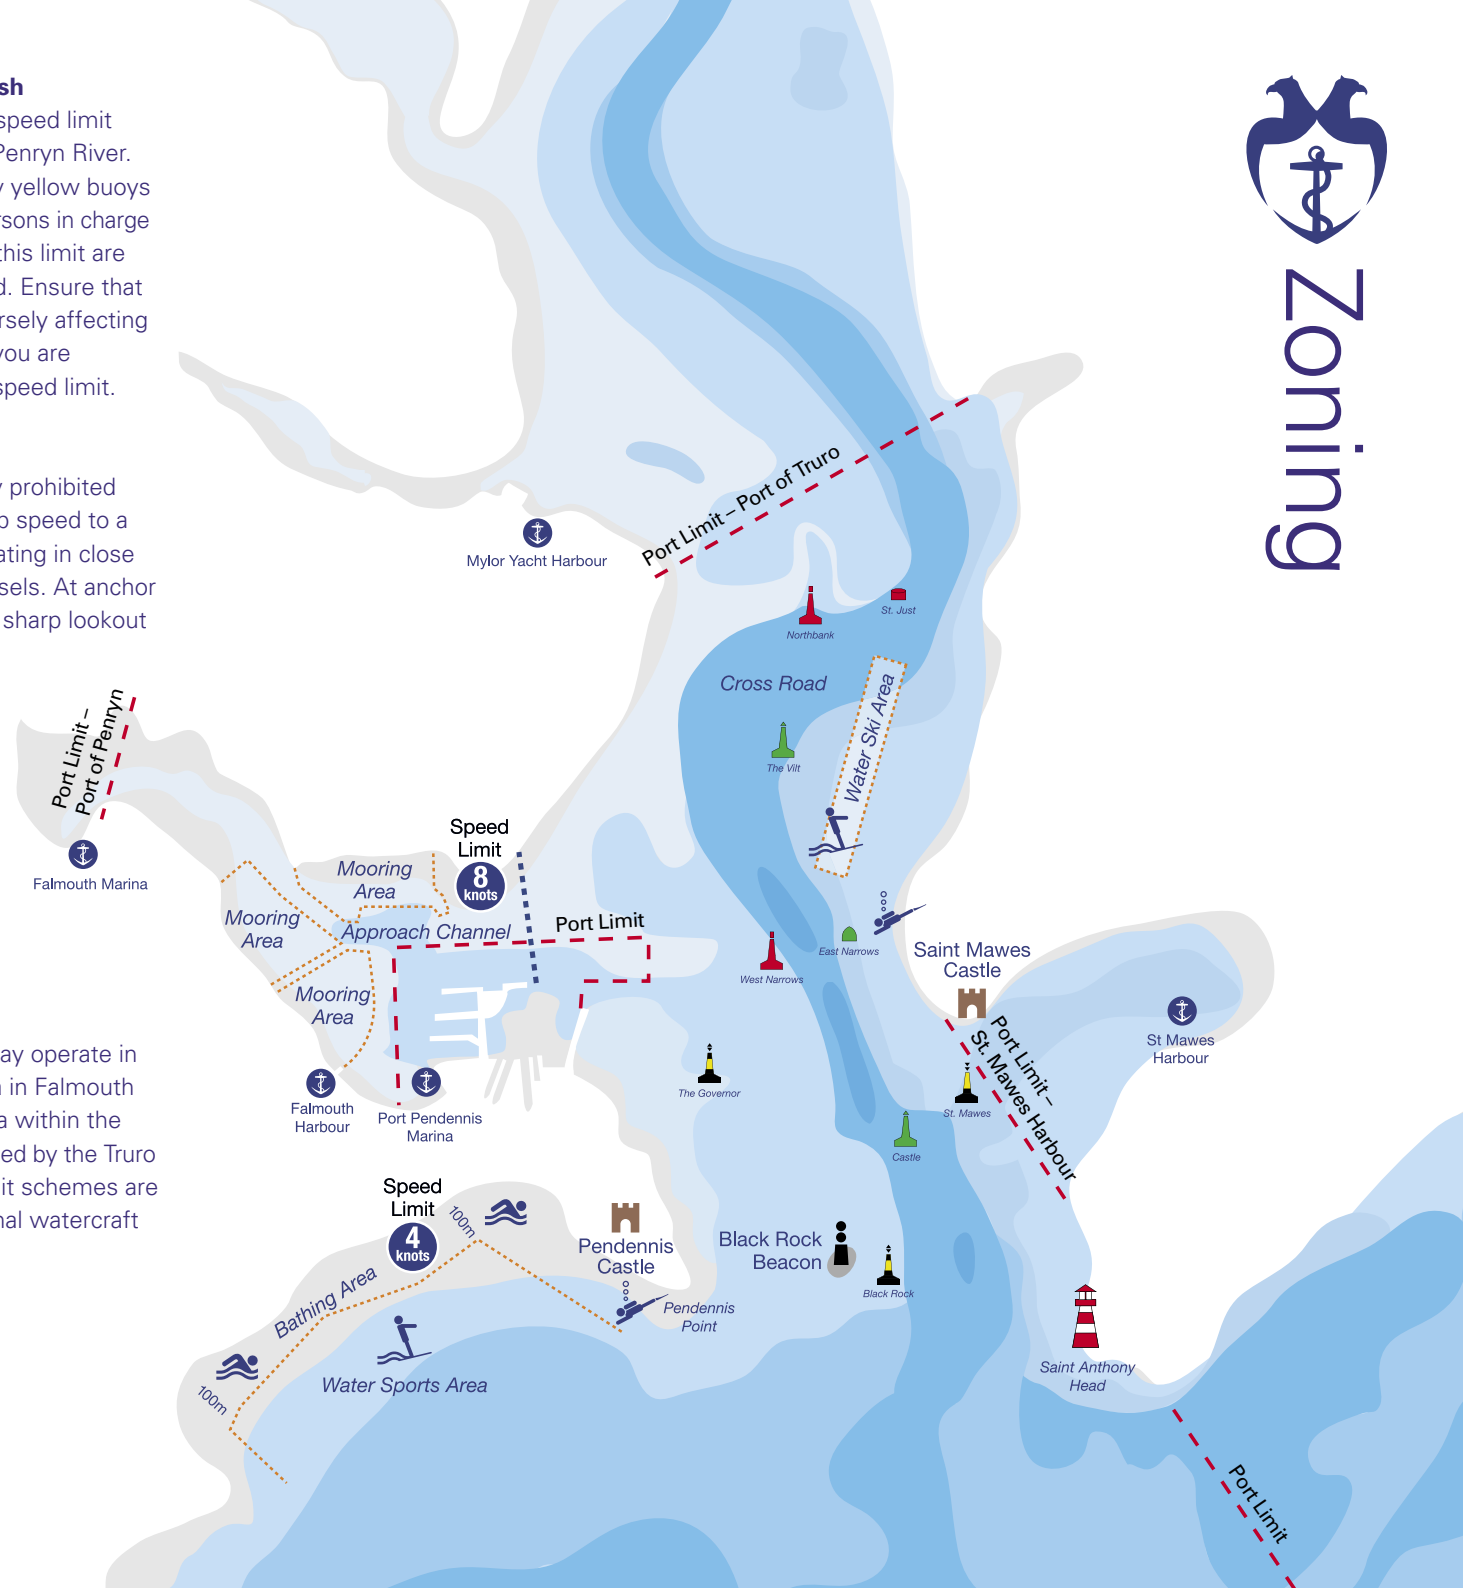 sh
speed limit
Penryn River.
y yellow buoys
rsons in charge
this limit are
d. Ensure that
rsely affecting
you are
speed limit.
y prohibited
p speed to a
ating in close
sels. At anchor
sharp lookout
ay operate in
n in Falmouth
a within the
ed by the Truro
it schemes are
nal watercraft
Zoning
Port Limit – Port of Truro
Mylor Yacht Harbour
Northbank
St. Just
Cross Road
The Vilt
Water Ski Area
Port Limit –
Port of Penryn
Falmouth Marina
Speed
Limit
8
knots
Mooring
Area
Mooring
Area
Approach Channel
Port Limit
Mooring
Area
West Narrows
East Narrows
Saint Mawes
Castle
Port Limit –
St. Mawes Harbour
St Mawes
Harbour
St. Mawes
The Governor
Castle
Falmouth
Harbour
Port Pendennis
Marina
Speed
Limit
4
knots
100m
Bathing Area
100m
Water Sports Area
Pendennis
Castle
Pendennis
Point
Black Rock
Beacon
Black Rock
Saint Anthony
Head
Port Limit